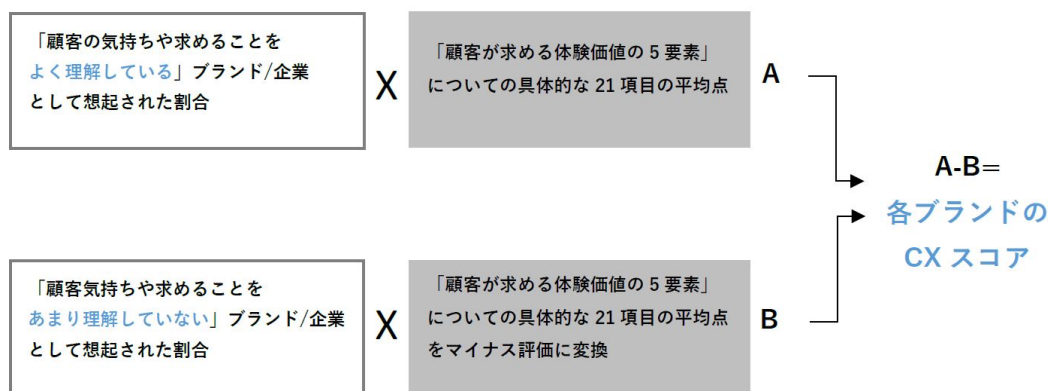 「顧客の気持ちや求めることを
よく理解している」ブランド/企業
として想起された割合
X
「顧客が求める体験価値の5要素」
についての具体的な21項目の平均点
A
A-B=
各ブランドの
CX スコア
「顧客気持ちや求めることを
あまり理解していない」ブランド/企業
として想起された割合
X
「顧客が求める体験価値の5要素」
についての具体的な21項目の平均点
をマイナス評価に変換
B